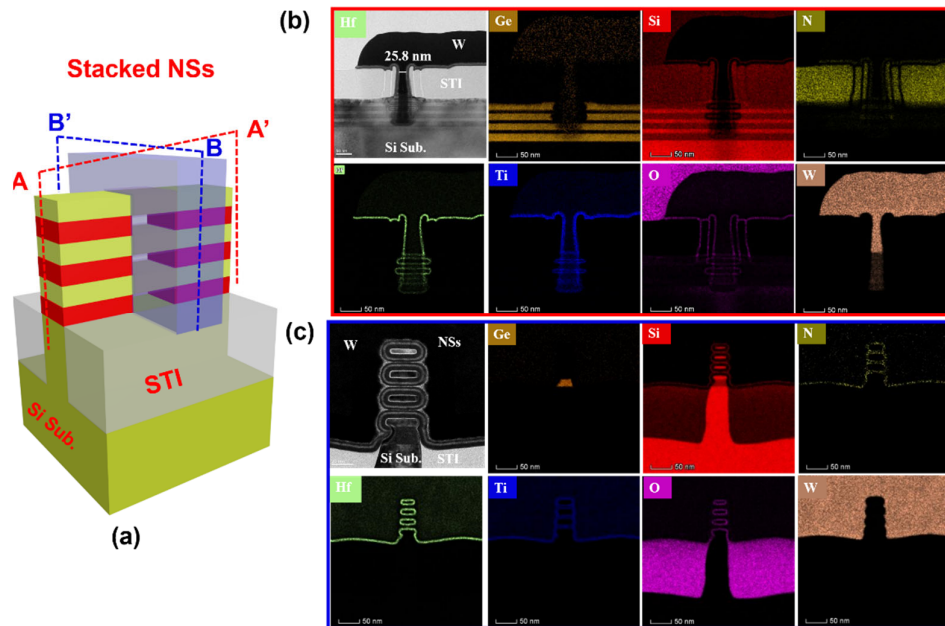 Stacked NSs
A'
B'
B
A
STI
Si Sub.
(a)
(b)
Hf
W
25.8 nm
STI
Si Sub.
Ge
50 nm
Si
50 nm
N
50 nm
50 nm
Ti
50 nm
O
50 nm
W
50 nm
(c)
W
NSs
Si Sub.
STI
Ge
50 nm
Si
50 nm
N
50 nm
Hf
50 nm
Ti
50 nm
O
50 nm
W
50 nm